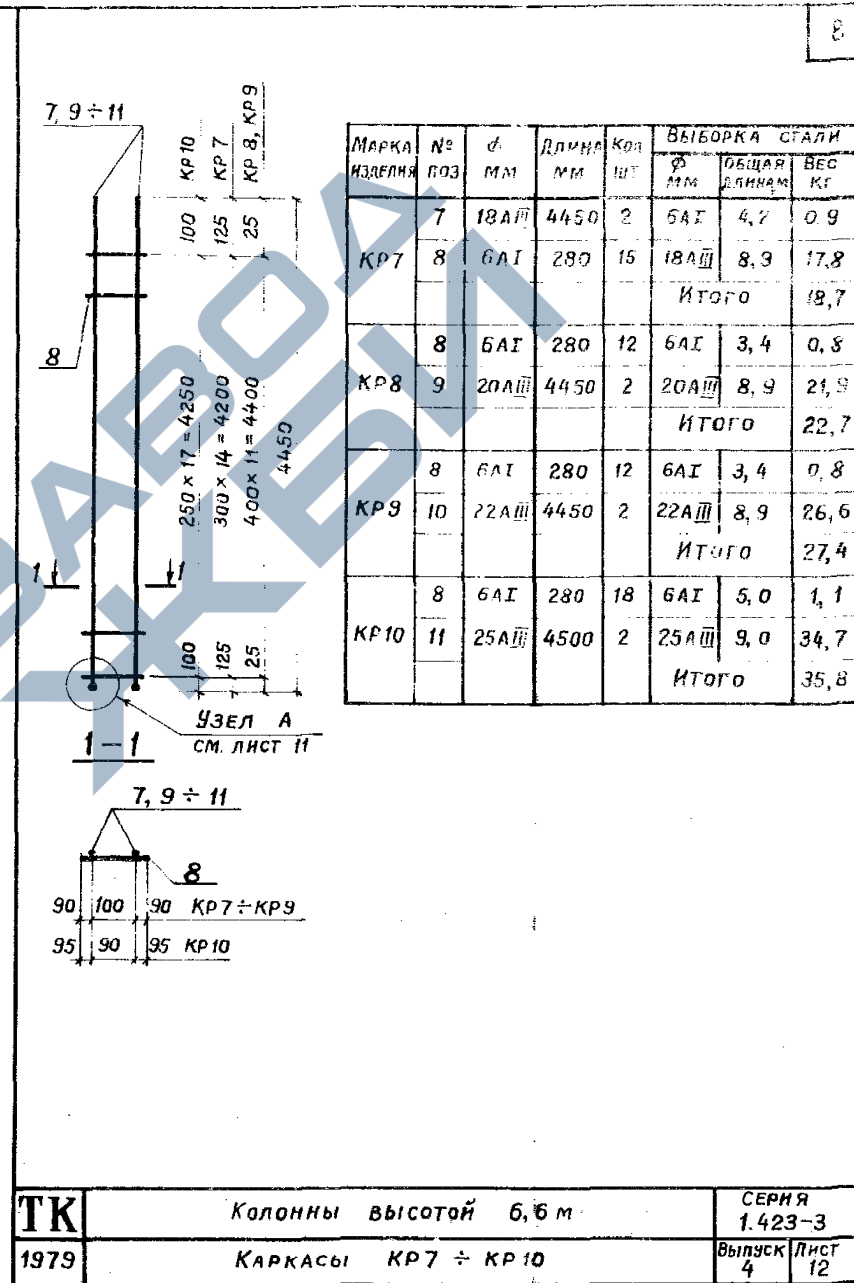 8
7, 9 ÷ 11
КР10
КР 7
КР 8, КР9
100
125
25
8
250 × 17 = 4250
300 × 14 = 4200
400 × 11 = 4400
4450
1 1
100
125
25
Узел А
см. лист 11
1 – 1
7, 9 ÷ 11
8
90 100 90 КР7÷КР9
95 90 95 КР10
Марка изделия № поз d мм Длина мм Кол шт Выборка стали
ϕ мм Общая длина м Вес кг
КР7 7 18АIII 4450 2 6АI 4,2 0.9
8 6АI 280 15 18АIII 8,9 17,8
Итого 18,7
КР8 8 6АI 280 12 6АI 3,4 0,8
9 20АIII 4450 2 20АIII 8,9 21,9
Итого 22,7
КР9 8 6АI 280 12 6АI 3,4 0,8
10 22АIII 4450 2 22АIII 8,9 26,6
Итого 27,4
КР10 8 6АI 280 18 6АI 5,0 1,1
11 25АIII 4500 2 25АIII 9,0 34,7
Итого 35,8
ЗАВОД
ЖБИ
ТК Колонны высотой 6,6 м Серия 1.423-3
1979 Каркасы КР7 ÷ КР10 Выпуск 4 Лист 12